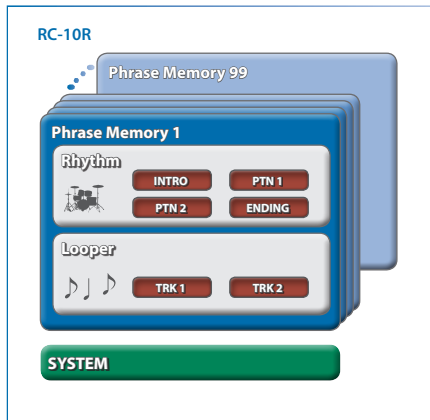 RC-10R
Phrase Memory 99
Phrase Memory 1
Rhythm
INTRO PTN 1
PTN 2 ENDING
Looper
TRK 1 TRK 2
SYSTEM